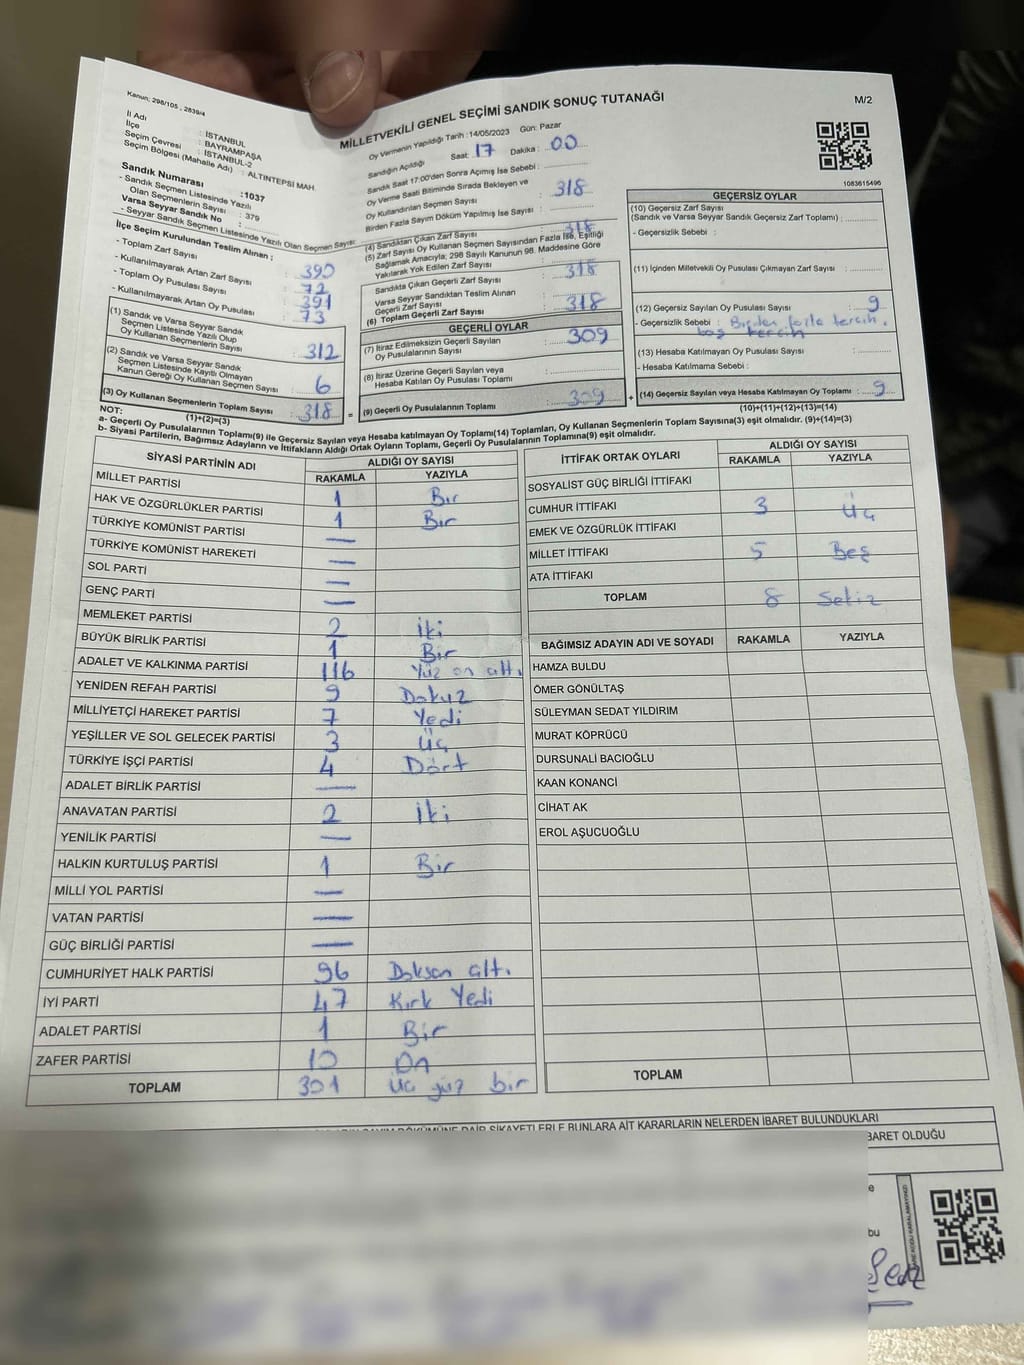 Kanun: 298/105 , 2839/4
MİLLETVEKİLİ GENEL SEÇİMİ SANDIK SONUÇ TUTANAĞI
M/2
İl Adı : İSTANBUL
İlçe : BAYRAMPAŞA
Seçim Çevresi : İSTANBUL-2
Seçim Bölgesi (Mahalle Adı) : ALTINTEPSİ MAH.
Sandık Numarası :1037
- Sandık Seçmen Listesinde Yazılı
Olan Seçmenlerin Sayısı : 379
Varsa Seyyar Sandık No :
- Seyyar Sandık Seçmen Listesinde Yazılı Olan Seçmen Sayısı:
İlçe Seçim Kurulundan Teslim Alınan ;
- Toplam Zarf Sayısı : 390
- Kullanılmayarak Artan Zarf Sayısı : 72
- Toplam Oy Pusulası Sayısı : 391
- Kullanılmayarak Artan Oy Pusulası : 73
(1) Sandık ve Varsa Seyyar Sandık
Seçmen Listesinde Yazılı Olup
Oy Kullanan Seçmenlerin Sayısı : 312
(2) Sandık ve Varsa Seyyar Sandık
Seçmen Listesinde Kayıtlı Olmayan
Kanun Gereği Oy Kullanan Seçmen Sayısı : 6
(3) Oy Kullanan Seçmenlerin Toplam Sayısı : 318 =
(1)+(2)=(3)
Oy Vermenin Yapıldığı Tarih :14/05/2023 Gün: Pazar
Sandığın Açıldığı Saat: 17 Dakika : 00
Sandık Saat 17:00'den Sonra Açılmış İse Sebebi :
Oy Verme Saati Bitiminde Sırada Bekleyen ve
Oy Kullandırılan Seçmen Sayısı : 318
Birden Fazla Sayım Döküm Yapılmış İse Sayısı :
(4) Sandıktan Çıkan Zarf Sayısı : 318
(5) Zarf Sayısı Oy Kullanan Seçmen Sayısından Fazla İse, Eşitliği
Sağlamak Amacıyla; 298 Sayılı Kanunun 98. Maddesine Göre
Yakılarak Yok Edilen Zarf Sayısı :
Sandıkta Çıkan Geçerli Zarf Sayısı : 318
Varsa Seyyar Sandıktan Teslim Alınan
Geçerli Zarf Sayısı :
(6) Toplam Geçerli Zarf Sayısı : 318
GEÇERLİ OYLAR
(7) İtiraz Edilmeksizin Geçerli Sayılan
Oy Pusulalarının Sayısı : 309
(8) İtiraz Üzerine Geçerli Sayılan veya
Hesaba Katılan Oy Pusulası Toplamı :
(9) Geçerli Oy Pusulalarının Toplamı : 309 +
1083615496
GEÇERSİZ OYLAR
(10) Geçersiz Zarf Sayısı
(Sandık ve Varsa Seyyar Sandık Geçersiz Zarf Toplamı) :
- Geçersizlik Sebebi :
(11) İçinden Milletvekili Oy Pusulası Çıkmayan Zarf Sayısı :
(12) Geçersiz Sayılan Oy Pusulası Sayısı : 9
- Geçersizlik Sebebi : Birden fazla tercih,
boş tercih
(13) Hesaba Katılmayan Oy Pusulası Sayısı :
- Hesaba Katılmama Sebebi :
(14) Geçersiz Sayılan veya Hesaba Katılmayan Oy Toplamı : 9
(10)+(11)+(12)+(13)=(14)
NOT:
a- Geçerli Oy Pusulalarının Toplamı(9) ile Geçersiz Sayılan veya Hesaba katılmayan Oy Toplamı(14) Toplamları, Oy Kullanan Seçmenlerin Toplam Sayısına(3) eşit olmalıdır. (9)+(14)=(3)
b- Siyasi Partilerin, Bağımsız Adayların ve İttifakların Aldığı Ortak Oyların Toplamı, Geçerli Oy Pusulalarının Toplamına(9) eşit olmalıdır.
SİYASİ PARTİNİN ADI ALDIĞI OY SAYISI
RAKAMLA YAZIYLA
MİLLET PARTİSİ 1 Bir
HAK VE ÖZGÜRLÜKLER PARTİSİ 1 Bir
TÜRKİYE KOMÜNİST PARTİSİ —
TÜRKİYE KOMÜNİST HAREKETİ —
SOL PARTİ —
GENÇ PARTİ —
MEMLEKET PARTİSİ 2 İki
BÜYÜK BİRLİK PARTİSİ 1 Bir
ADALET VE KALKINMA PARTİSİ 116 Yüz on altı
YENİDEN REFAH PARTİSİ 9 Dokuz
MİLLİYETÇİ HAREKET PARTİSİ 7 Yedi
YEŞİLLER VE SOL GELECEK PARTİSİ 3 Üç
TÜRKİYE İŞÇİ PARTİSİ 4 Dört
ADALET BİRLİK PARTİSİ —
ANAVATAN PARTİSİ 2 İki
YENİLİK PARTİSİ —
HALKIN KURTULUŞ PARTİSİ 1 Bir
MİLLİ YOL PARTİSİ —
VATAN PARTİSİ —
GÜÇ BİRLİĞİ PARTİSİ —
CUMHURİYET HALK PARTİSİ 96 Doksan altı
İYİ PARTİ 47 Kırk Yedi
ADALET PARTİSİ 1 Bir
ZAFER PARTİSİ 10 On
TOPLAM 301 üç yüz bir
İTTİFAK ORTAK OYLARI ALDIĞI OY SAYISI
RAKAMLA YAZIYLA
SOSYALİST GÜÇ BİRLİĞİ İTTİFAKI
CUMHUR İTTİFAKI 3 Üç
EMEK VE ÖZGÜRLÜK İTTİFAKI
MİLLET İTTİFAKI 5 Beş
ATA İTTİFAKI
TOPLAM 8 Sekiz
BAĞIMSIZ ADAYIN ADI VE SOYADI RAKAMLA YAZIYLA
HAMZA BULDU
ÖMER GÖNÜLTAŞ
SÜLEYMAN SEDAT YILDIRIM
MURAT KÖPRÜCÜ
DURSUNALİ BACIOĞLU
KAAN KONANCİ
CİHAT AK
EROL AŞUCUOĞLU
TOPLAM
DÖKÜMÜNE DAİR ŞİKAYETLERLE BUNLARA AİT KARARLARIN NELERDEN İBARET BULUNDUKLARI
BARET OLDUĞU